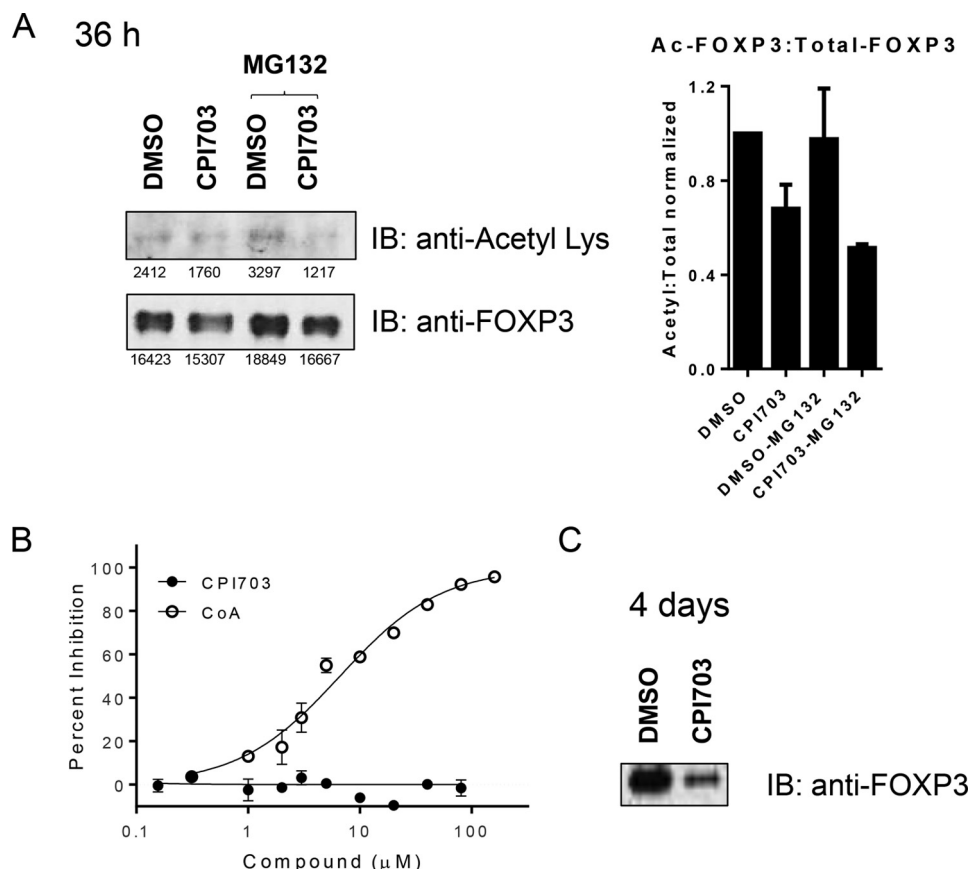 A
36 h
MG132
DMSO
CPI703
DMSO
CPI703
IB: anti-Acetyl Lys
2412 1760 3297 1217
IB: anti-FOXP3
16423 15307 18849 16667
Ac-FOXP3:Total-FOXP3
Acetyl:Total normalized
1.2
0.8
0.4
0.0
DMSO
CPI703
DMSO-MG132
CPI703-MG132
B
Percent Inhibition
100
80
60
40
20
0
CPI703
CoA
0.1 1 10 100
Compound (μM)
C
4 days
DMSO
CPI703
IB: anti-FOXP3